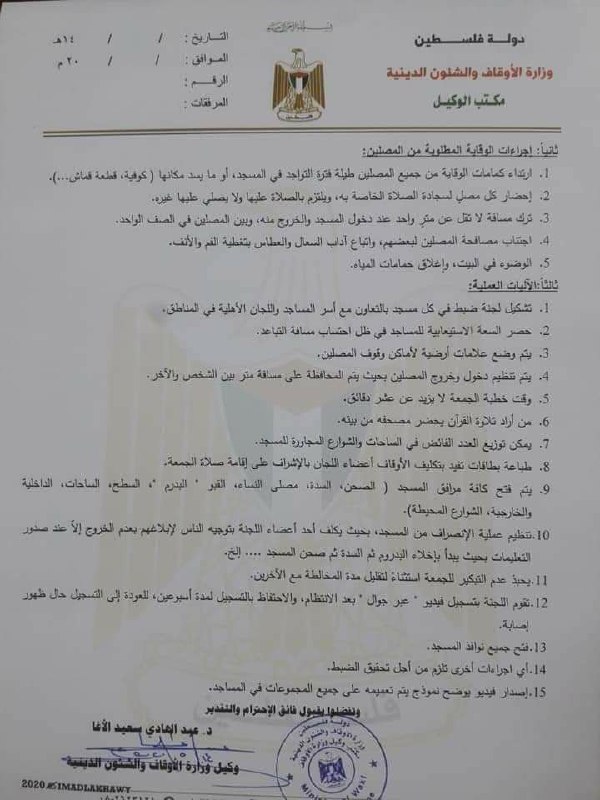 دولة فلسطين
وزارة الأوقاف والشئون الدينية
مكتب الوكيل
التاريخ : / / ١٤هـ
الموافق : / / ٢٠ م
الرقم :
المرفقات :
ثانياً: إجراءات الوقاية المطلوبة من المصلين:
1. ارتداء كمامات الوقاية من جميع المصلين طيلة فترة التواجد في المسجد، أو ما يسد مكانها ( كوفية، قطعة قماش...).
2. إحضار كل مصلٍ لسجادة الصلاة الخاصة به، ويلتزم بالصلاة عليها ولا يصلي عليها غيره.
3. ترك مسافة لا تقل عن متر واحد عند دخول المسجد والخروج منه، وبين المصلين في الصف الواحد.
4. اجتناب مصافحة المصلين لبعضهم، واتباع آداب السعال والعطاس بتغطية الفم والأنف.
5. الوضوء في البيت، وإغلاق حمامات المياه.
ثالثاً:الآليات العملية:
1. تشكيل لجنة ضبط في كل مسجد بالتعاون مع أسر المساجد واللجان الأهلية في المناطق.
2. حصر السعة الاستيعابية للمساجد في ظل احتساب مسافة التباعد.
3. يتم وضع علامات أرضية لأماكن وقوف المصلين.
4. يتم تنظيم دخول وخروج المصلين بحيث يتم المحافظة على مسافة متر بين الشخص والآخر.
5. وقت خطبة الجمعة لا يزيد عن عشر دقائق.
6. من أراد تلاوة القرآن يحضر مصحفه من بيته.
7. يمكن توزيع العدد الفائض في الساحات والشوارع المجاورة للمسجد.
8. طباعة بطاقات تفيد بتكليف الأوقاف أعضاء اللجان بالإشراف على إقامة صلاة الجمعة.
9. يتم فتح كافة مرافق المسجد ( الصحن، السدة، مصلى النساء، القبو " البدرم "، السطح، الساحات، الداخلية
والخارجية، الشوارع المحيطة).
10. تنظيم عملية الإنصراف من المسجد، بحيث يكلف أحد أعضاء اللجنة بتوجيه الناس لإبلاغهم بعدم الخروج إلاّ عند صدور
التعليمات بحيث يبدأ بإخلاء البدروم ثم السدة ثم صحن المسجد .... إلخ.
11. يحبذ عدم التبكير للجمعة استثناءً لتقليل مدة المخالطة مع الآخرين.
12. تقوم اللجنة بتسجيل فيديو " عبر جوال " بعد الانتظام، والاحتفاظ بالتسجيل لمدة أسبوعين، للعودة إلى التسجيل حال ظهور
إصابة.
13. فتح جميع نوافذ المسجد.
14. أي اجراءات أخرى تلزم من أجل تحقيق الضبط.
15. إصدار فيديو يوضح نموذج يتم تعميمه على جميع المجموعات في المساجد.
وتفضلوا بقبول فائق الإحترام والتقدير
د. عبد الهادي سعيد الأغا
وكيل وزارة الأوقاف والشئون الدينية
2020 IMADLAKHAWY